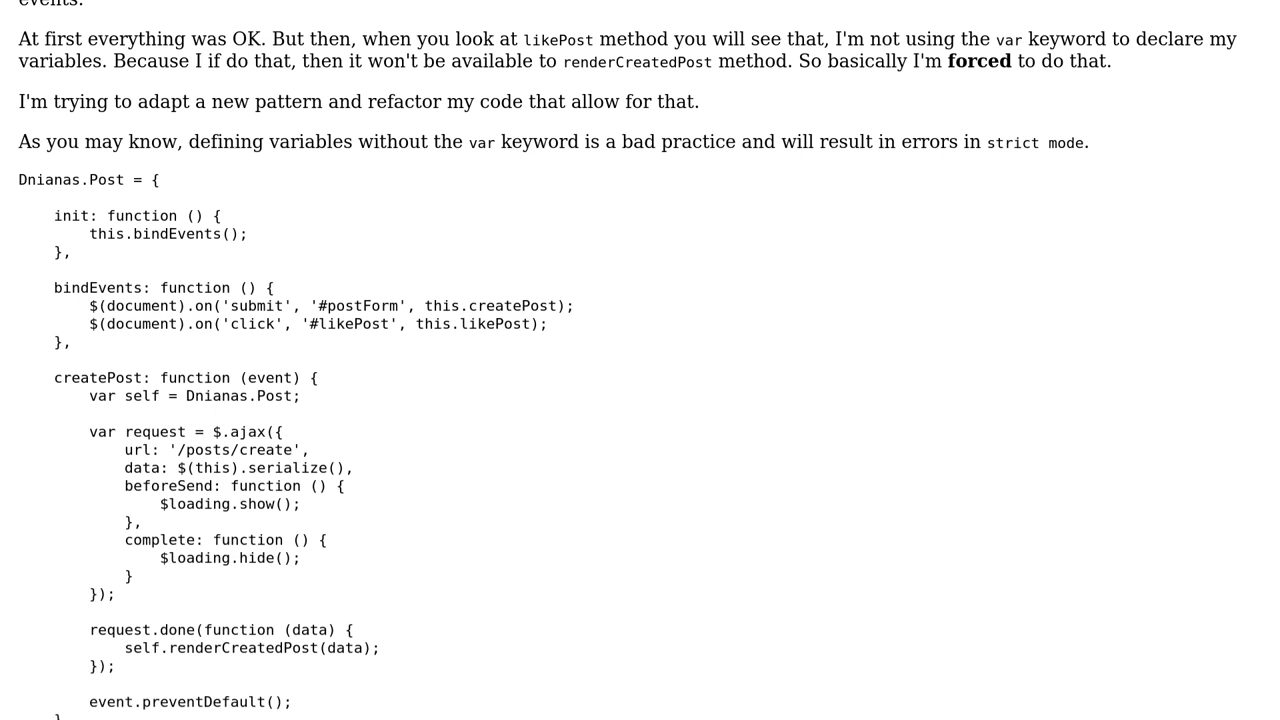 events.
At first everything was OK. But then, when you look at likePost method you will see that, I'm not using the var keyword to declare my
variables. Because I if do that, then it won't be available to renderCreatedPost method. So basically I'm forced to do that.
I'm trying to adapt a new pattern and refactor my code that allow for that.
As you may know, defining variables without the var keyword is a bad practice and will result in errors in strict mode.
Dnianas.Post = {
    init: function () {
        this.bindEvents();
    },
    bindEvents: function () {
        $(document).on('submit', '#postForm', this.createPost);
        $(document).on('click', '#likePost', this.likePost);
    },
    createPost: function (event) {
        var self = Dnianas.Post;
        var request = $.ajax({
            url: '/posts/create',
            data: $(this).serialize(),
            beforeSend: function () {
                $loading.show();
            },
            complete: function () {
                $loading.hide();
            }
        });
        request.done(function (data) {
            self.renderCreatedPost(data);
        });
        event.preventDefault();
    }